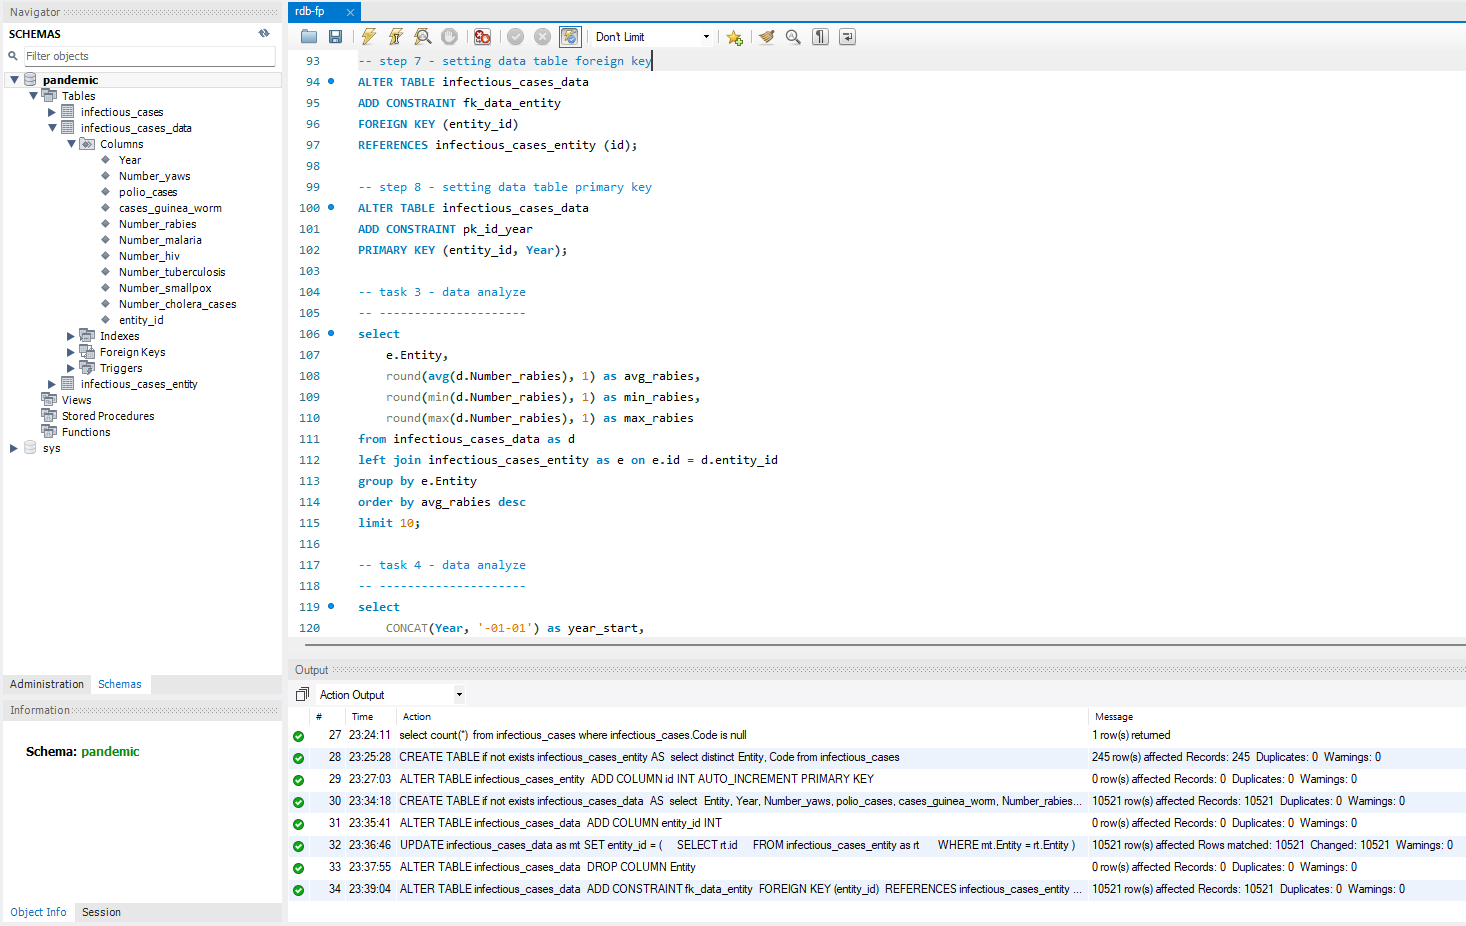 Navigator
SCHEMAS
Filter objects
pandemic
Tables
infectious_cases
infectious_cases_data
Columns
Year
Number_yaws
polio_cases
cases_guinea_worm
Number_rabies
Number_malaria
Number_hiv
Number_tuberculosis
Number_smallpox
Number_cholera_cases
entity_id
Indexes
Foreign Keys
Triggers
infectious_cases_entity
Views
Stored Procedures
Functions
sys
Administration Schemas
Information
Schema: pandemic
Object Info Session
rdb-fp
Don't Limit
93 -- step 7 - setting data table foreign key
94 ALTER TABLE infectious_cases_data
95 ADD CONSTRAINT fk_data_entity
96 FOREIGN KEY (entity_id)
97 REFERENCES infectious_cases_entity (id);
98
99 -- step 8 - setting data table primary key
100 ALTER TABLE infectious_cases_data
101 ADD CONSTRAINT pk_id_year
102 PRIMARY KEY (entity_id, Year);
103
104 -- task 3 - data analyze
105 -- ---------------------
106 select
107 e.Entity,
108 round(avg(d.Number_rabies), 1) as avg_rabies,
109 round(min(d.Number_rabies), 1) as min_rabies,
110 round(max(d.Number_rabies), 1) as max_rabies
111 from infectious_cases_data as d
112 left join infectious_cases_entity as e on e.id = d.entity_id
113 group by e.Entity
114 order by avg_rabies desc
115 limit 10;
116
117 -- task 4 - data analyze
118 -- ---------------------
119 select
120 CONCAT(Year, '-01-01') as year_start,
Output
Action Output
# Time Action Message
27 23:24:11 select count(*) from infectious_cases where infectious_cases.Code is null 1 row(s) returned
28 23:25:28 CREATE TABLE if not exists infectious_cases_entity AS select distinct Entity, Code from infectious_cases 245 row(s) affected Records: 245 Duplicates: 0 Warnings: 0
29 23:27:03 ALTER TABLE infectious_cases_entity ADD COLUMN id INT AUTO_INCREMENT PRIMARY KEY 0 row(s) affected Records: 0 Duplicates: 0 Warnings: 0
30 23:34:18 CREATE TABLE if not exists infectious_cases_data AS select Entity, Year, Number_yaws, polio_cases, cases_guinea_worm, Number_rabies... 10521 row(s) affected Records: 10521 Duplicates: 0 Warnings: 0
31 23:35:41 ALTER TABLE infectious_cases_data ADD COLUMN entity_id INT 0 row(s) affected Records: 0 Duplicates: 0 Warnings: 0
32 23:36:46 UPDATE infectious_cases_data as mt SET entity_id = ( SELECT rt.id FROM infectious_cases_entity as rt WHERE mt.Entity = rt.Entity ) 10521 row(s) affected Rows matched: 10521 Changed: 10521 Warnings: 0
33 23:37:55 ALTER TABLE infectious_cases_data DROP COLUMN Entity 0 row(s) affected Records: 0 Duplicates: 0 Warnings: 0
34 23:39:04 ALTER TABLE infectious_cases_data ADD CONSTRAINT fk_data_entity FOREIGN KEY (entity_id) REFERENCES infectious_cases_entity ... 10521 row(s) affected Records: 10521 Duplicates: 0 Warnings: 0